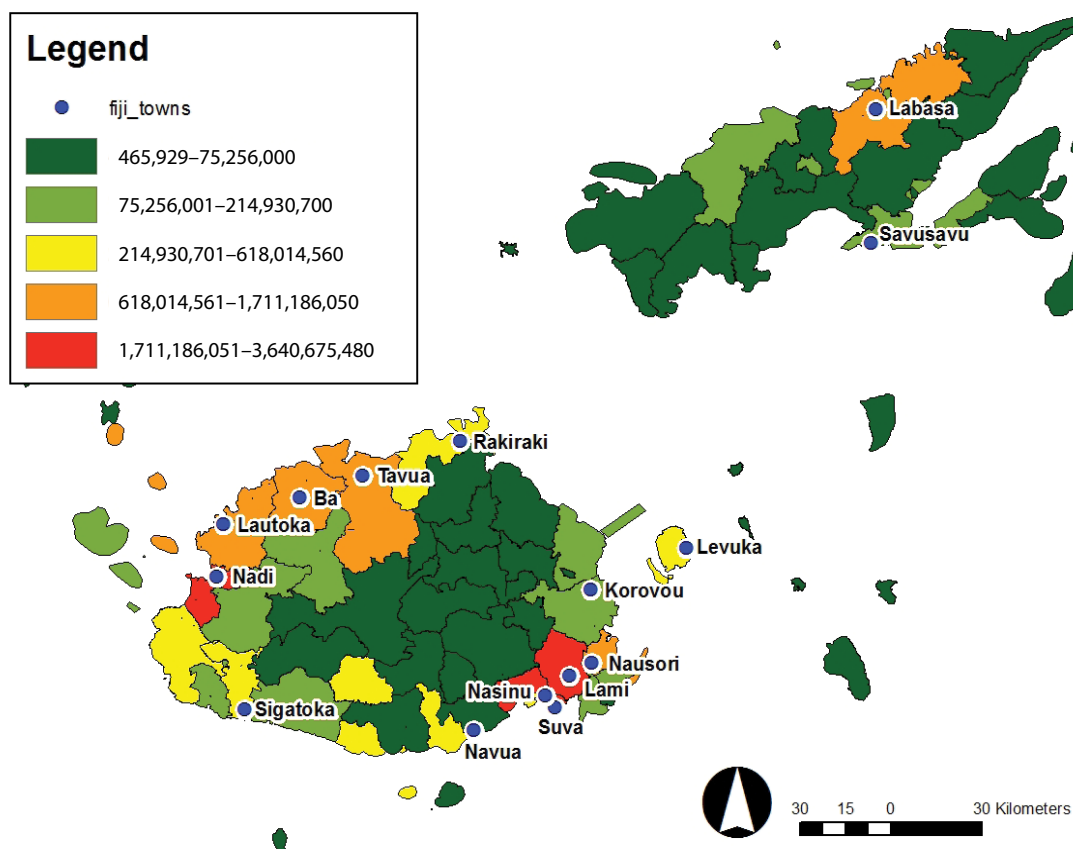 Legend
fiji_towns
465,929–75,256,000
75,256,001–214,930,700
214,930,701–618,014,560
618,014,561–1,711,186,050
1,711,186,051–3,640,675,480
Labasa
Savusavu
Rakiraki
Tavua
Ba
Lautoka
Levuka
Nadi
Korovou
Nausori
Nasinu
Lami
Sigatoka
Suva
Navua
30 15 0 30 Kilometers